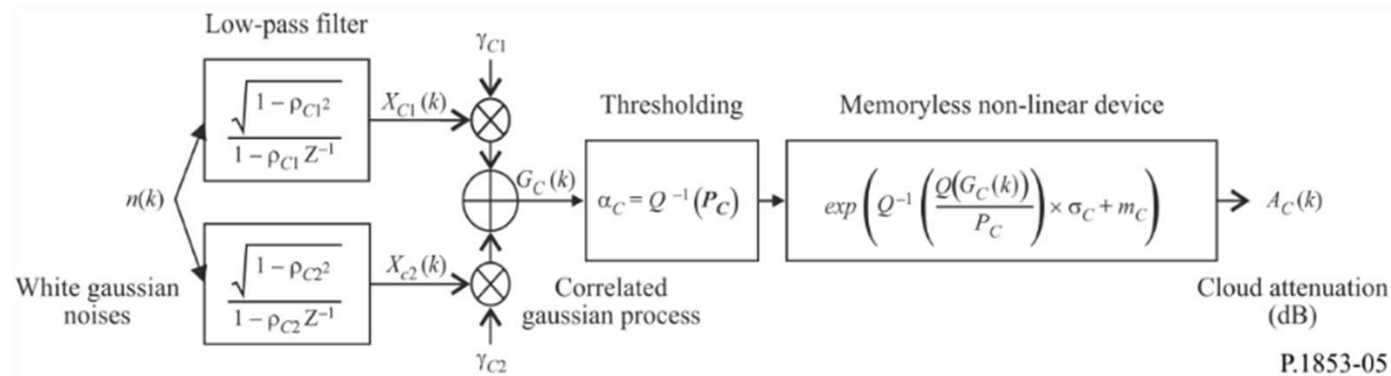 Low-pass filter
γC1
√(1 – ρC1²)
1 – ρC1 Z⁻¹
XC1 (k)
Thresholding
Memoryless non-linear device
n(k)
GC (k)
αC = Q⁻¹(PC)
exp(Q⁻¹(Q(GC (k))/PC) × σC + mC)
AC (k)
√(1 – ρC2²)
1 – ρC2 Z⁻¹
Xc2 (k)
White gaussian
noises
Correlated
gaussian process
Cloud attenuation
(dB)
γC2
P.1853-05